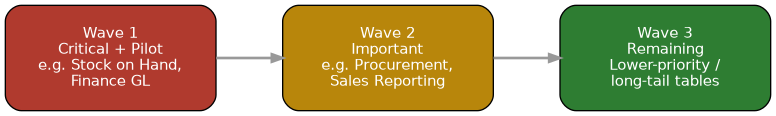 Wave 1
Critical + Pilot
e.g. Stock on Hand,
Finance GL
Wave 2
Important
e.g. Procurement,
Sales Reporting
Wave 3
Remaining
Lower-priority /
long-tail tables